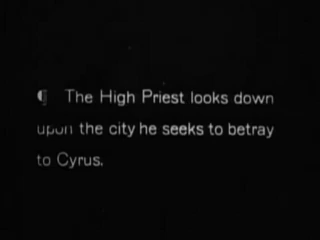 ¶ The High Priest looks down
upon the city he seeks to betray
to Cyrus.